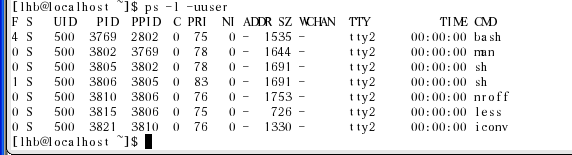 [lhb@localhost ~]$ ps -l -uuser
F S UID PID PPID C PRI NI ADDR SZ WCHAN TTY TIME CMD
4 S 500 3769 2802 0 75 0 - 1535 - tty2 00:00:00 bash
0 S 500 3802 3769 0 78 0 - 1644 - tty2 00:00:00 man
0 S 500 3805 3802 0 78 0 - 1691 - tty2 00:00:00 sh
1 S 500 3806 3805 0 83 0 - 1691 - tty2 00:00:00 sh
0 S 500 3810 3806 0 76 0 - 1753 - tty2 00:00:00 nroff
0 S 500 3815 3806 0 75 0 - 726 - tty2 00:00:00 less
0 S 500 3821 3810 0 76 0 - 1330 - tty2 00:00:00 iconv
[lhb@localhost ~]$